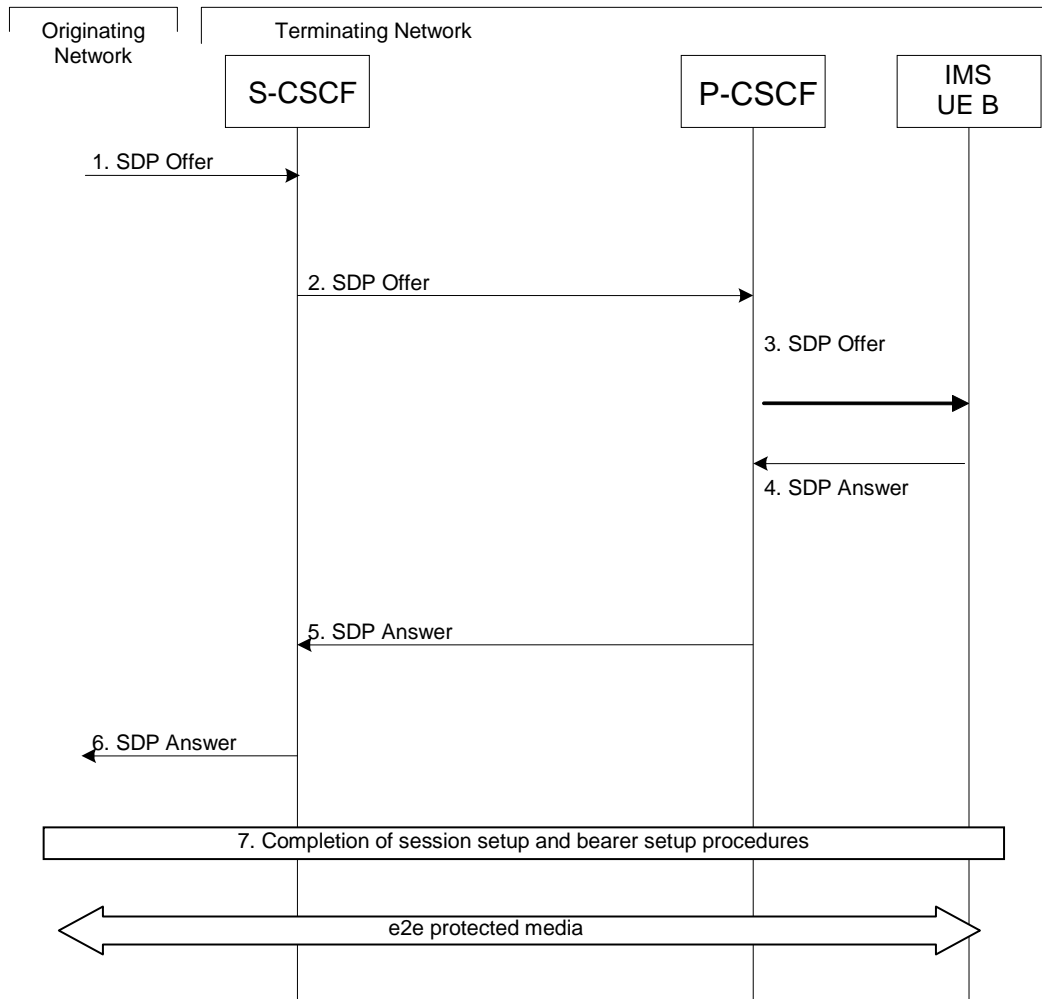 Originating
Network
Terminating Network
S-CSCF
P-CSCF
IMS
UE B
1. SDP Offer
2. SDP Offer
3. SDP Offer
4. SDP Answer
5. SDP Answer
6. SDP Answer
7. Completion of session setup and bearer setup procedures
e2e protected media